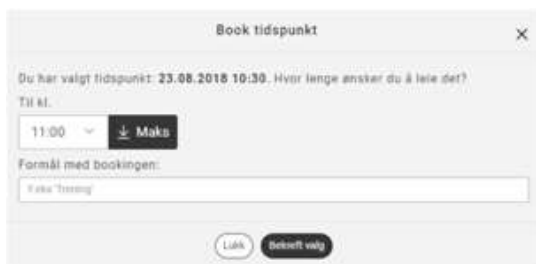 Book tidspunkt
Du har valgt tidspunkt: 23.08.2018 10:30. Hvor lenge ønsker du å leie det?
Til kl.
11:00 Maks
Formål med bookingen:
F.eks 'Trening'
Lukk Bekreft valg